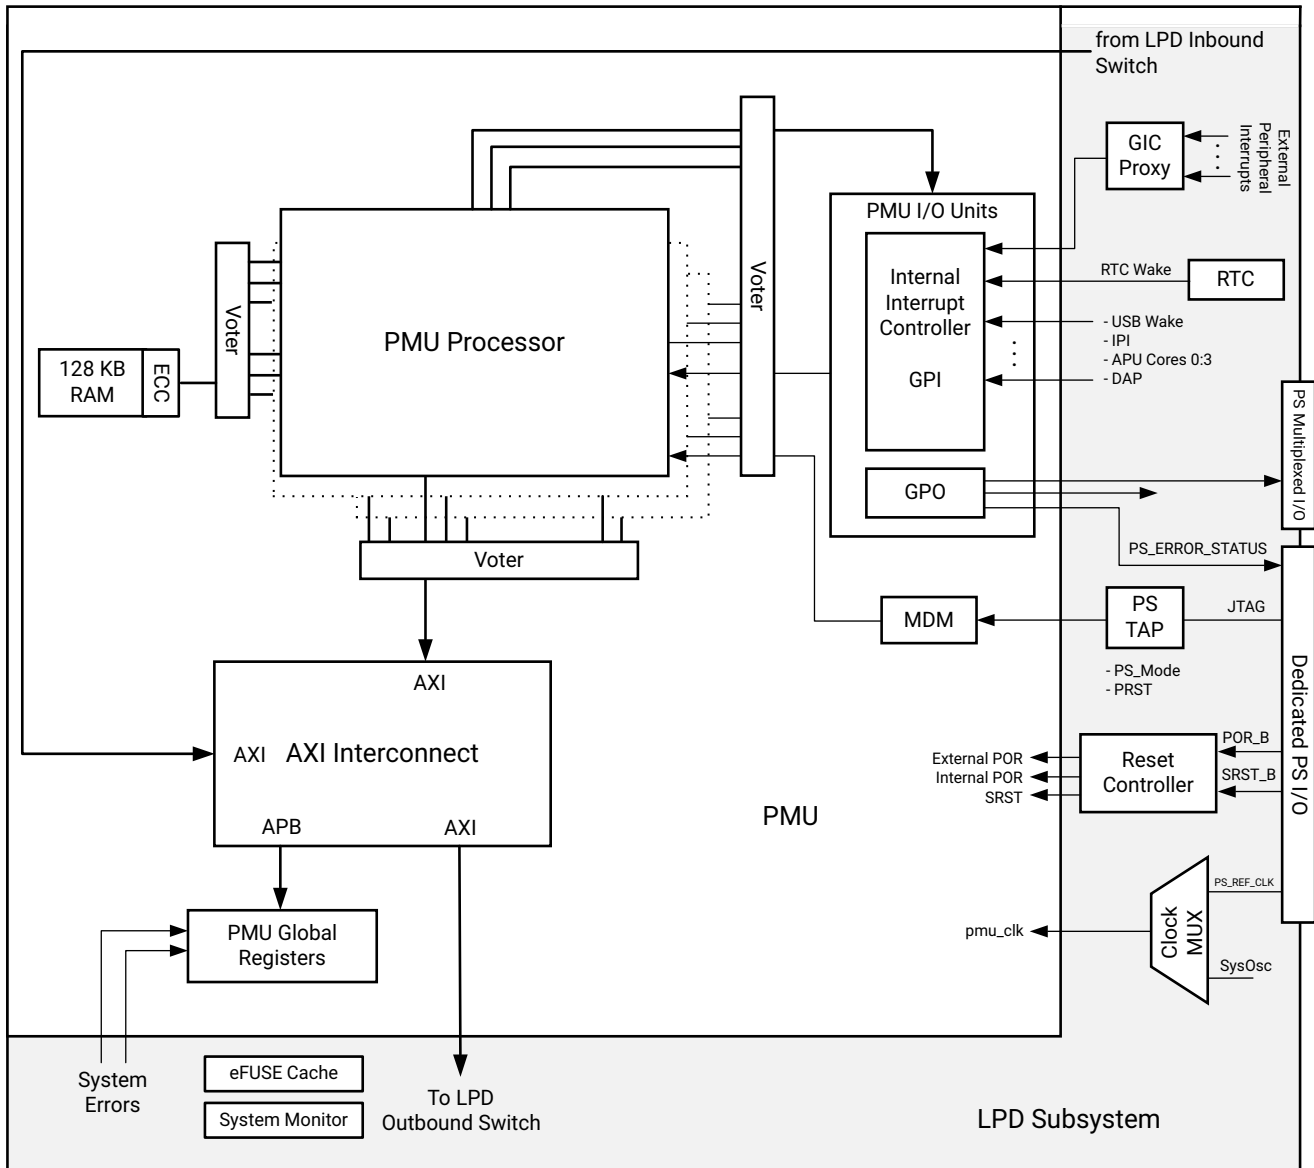 from LPD Inbound
Switch
GIC
Proxy
External
Peripheral
Interrupts
PMU I/O Units
Voter
Internal
Interrupt
Controller
GPI
RTC Wake
RTC
- USB Wake
- IPI
- APU Cores 0:3
- DAP
Voter
PMU Processor
128 KB
RAM
ECC
PS Multiplexed I/O
GPO
Voter
PS_ERROR_STATUS
MDM
PS
TAP
JTAG
- PS_Mode
- PRST
Dedicated PS I/O
AXI
AXI
AXI Interconnect
APB
AXI
PMU
External POR
Internal POR
SRST
Reset
Controller
POR_B
SRST_B
PMU Global
Registers
pmu_clk
Clock
MUX
PS_REF_CLK
SysOsc
System
Errors
eFUSE Cache
System Monitor
To LPD
Outbound Switch
LPD Subsystem